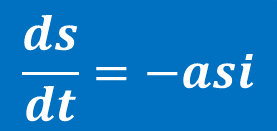 ds/dt = −asi